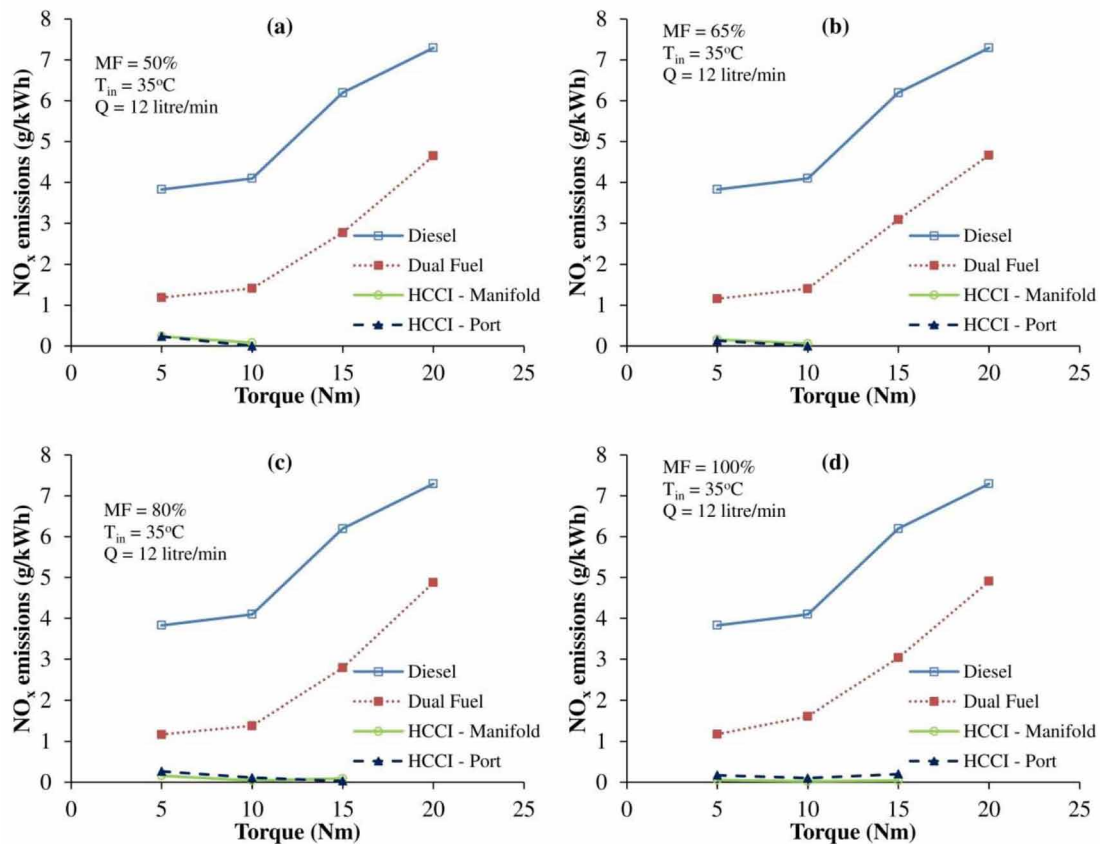 (a)
MF = 50%
Tin = 35°C
Q = 12 litre/min
NOx emissions (g/kWh)
8
7
6
5
4
3
2
1
0
Diesel
Dual Fuel
HCCI - Manifold
HCCI - Port
0 5 10 15 20 25
Torque (Nm)
(b)
MF = 65%
Tin = 35°C
Q = 12 litre/min
NOx emissions (g/kWh)
8
7
6
5
4
3
2
1
0
Diesel
Dual Fuel
HCCI - Manifold
HCCI - Port
0 5 10 15 20 25
Torque (Nm)
(c)
MF = 80%
Tin = 35°C
Q = 12 litre/min
NOx emissions (g/kWh)
8
7
6
5
4
3
2
1
0
Diesel
Dual Fuel
HCCI - Manifold
HCCI - Port
0 5 10 15 20 25
Torque (Nm)
(d)
MF = 100%
Tin = 35°C
Q = 12 litre/min
NOx emissions (g/kWh)
8
7
6
5
4
3
2
1
0
Diesel
Dual Fuel
HCCI - Manifold
HCCI - Port
0 5 10 15 20 25
Torque (Nm)